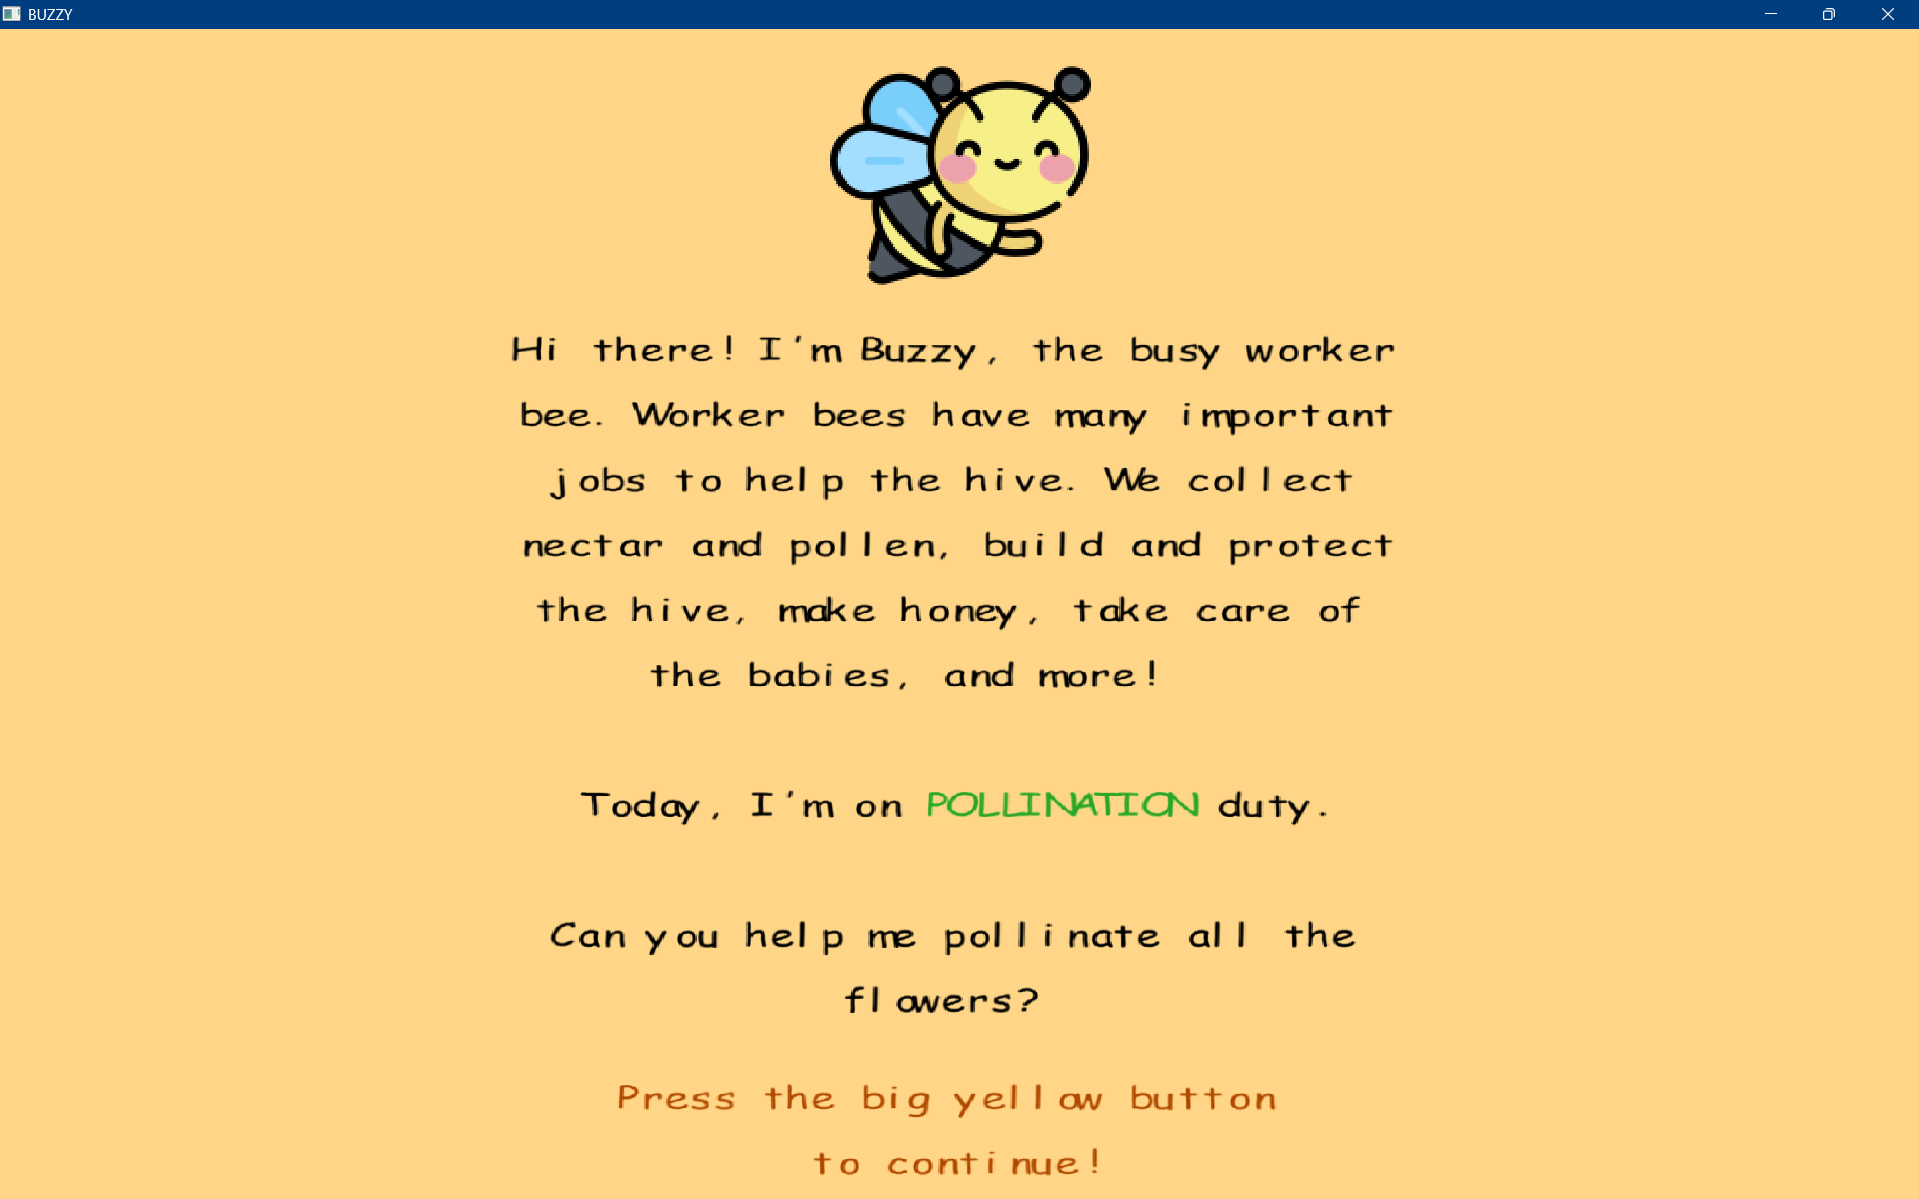 BUZZY
Hi there! I'm Buzzy, the busy worker
bee. Worker bees have many important
jobs to help the hive. We collect
nectar and pollen, build and protect
the hive, make honey, take care of
the babies, and more!
Today, I'm on POLLINATION duty.
Can you help me pollinate all the
flowers?
Press the big yellow button
to continue!